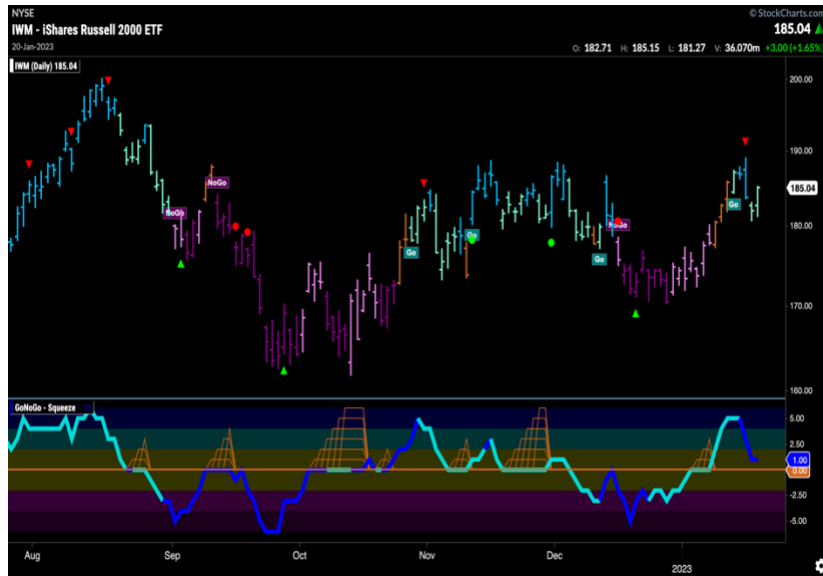 NYSE
© StockCharts.com
IWM - iShares Russell 2000 ETF
185.04
20-Jan-2023
O: 182.71 H: 185.15 L: 181.27 V: 36.070m +3.00 (+1.65%)
IWM (Daily) 185.04
200.00
190.00
NoGo
185.04
NoGo
Go
NoGo
180.00
Go
Go
Go
170.00
160.00
GoNoGo - Squeeze
5.00
2.50
1.00
0.00
-2.50
-5.00
Aug
Sep
Oct
Nov
Dec
2023